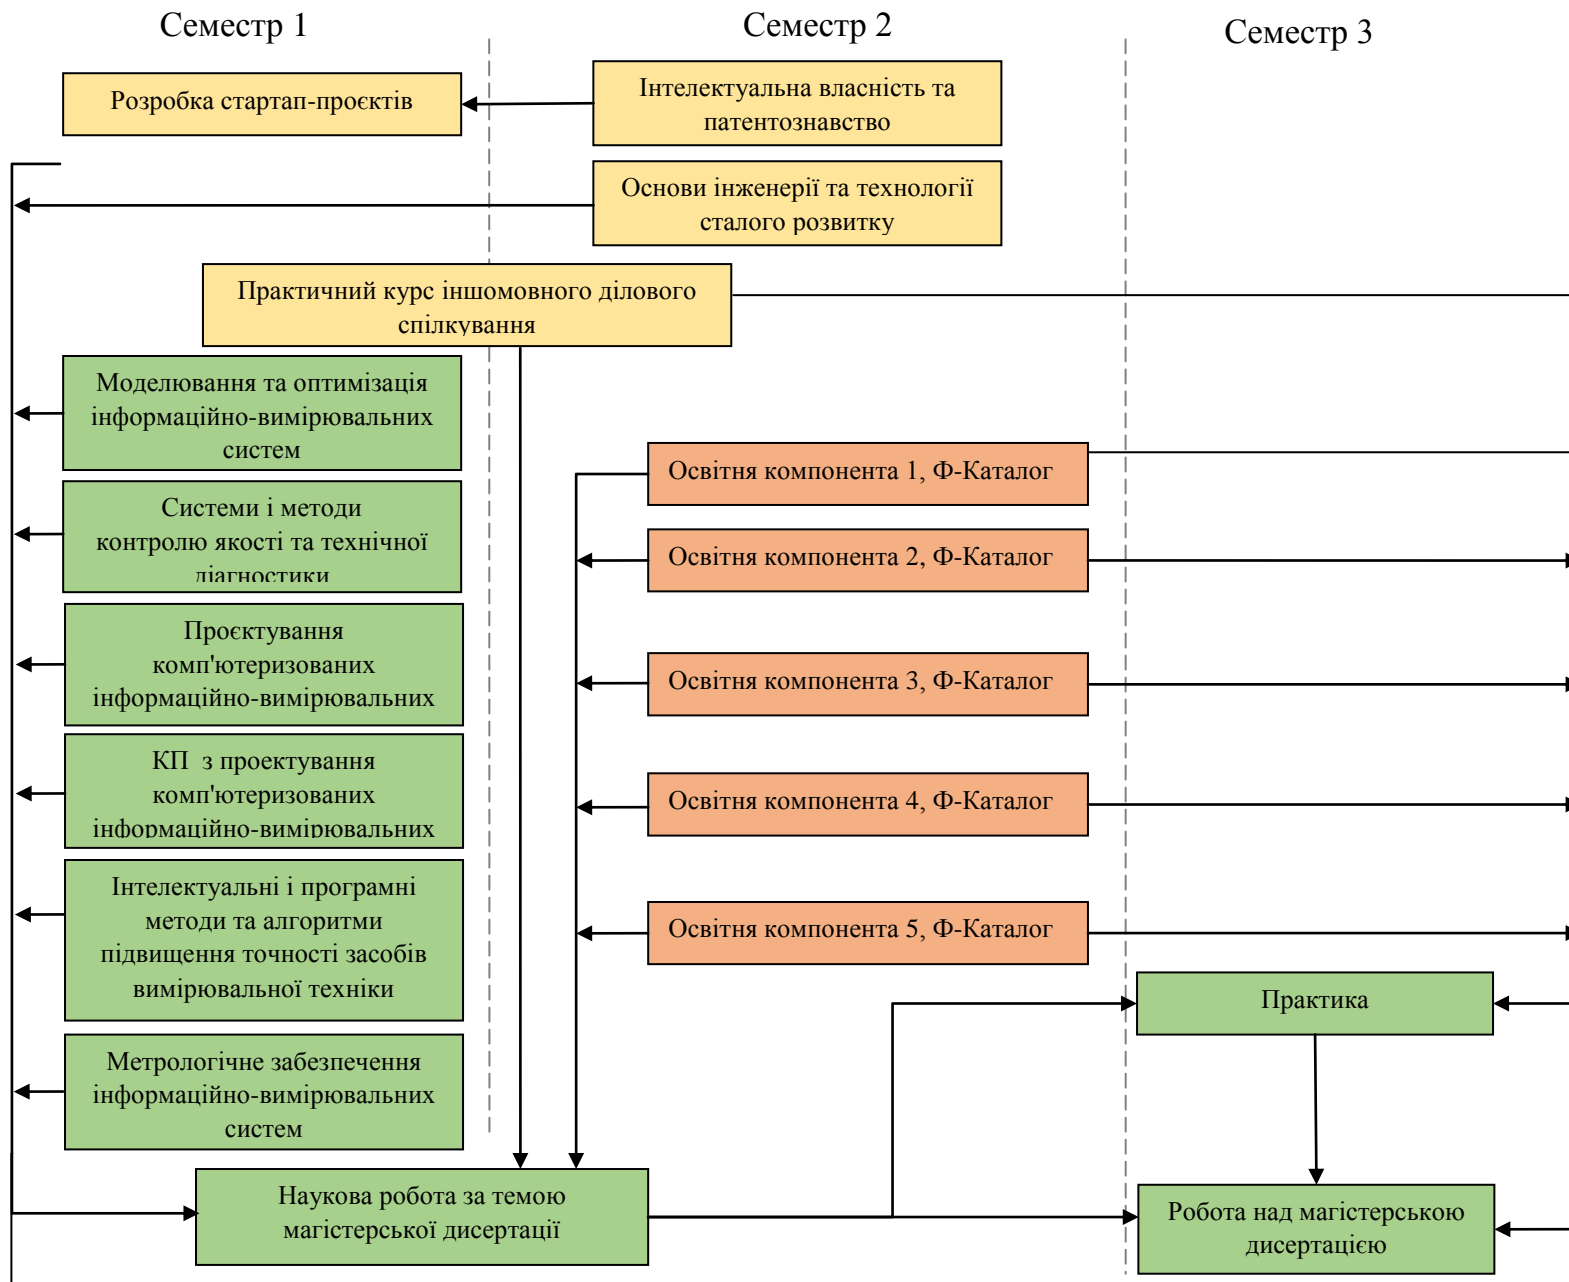 Семестр 1
Семестр 2
Семестр 3
Розробка стартап-проєктів
Інтелектуальна власність та
патентознавство
Основи інженерії та технології
сталого розвитку
Практичний курс іншомовного ділового
спілкування
Моделювання та оптимізація
інформаційно-вимірювальних
систем
Системи і методи
контролю якості та технічної
діагностики
Проєктування
комп'ютеризованих
інформаційно-вимірювальних
КП з проектування
комп'ютеризованих
інформаційно-вимірювальних
Інтелектуальні і програмні
методи та алгоритми
підвищення точності засобів
вимірювальної техніки
Метрологічне забезпечення
інформаційно-вимірювальних
систем
Освітня компонента 1, Ф-Каталог
Освітня компонента 2, Ф-Каталог
Освітня компонента 3, Ф-Каталог
Освітня компонента 4, Ф-Каталог
Освітня компонента 5, Ф-Каталог
Практика
Наукова робота за темою
магістерської дисертації
Робота над магістерською
дисертацією